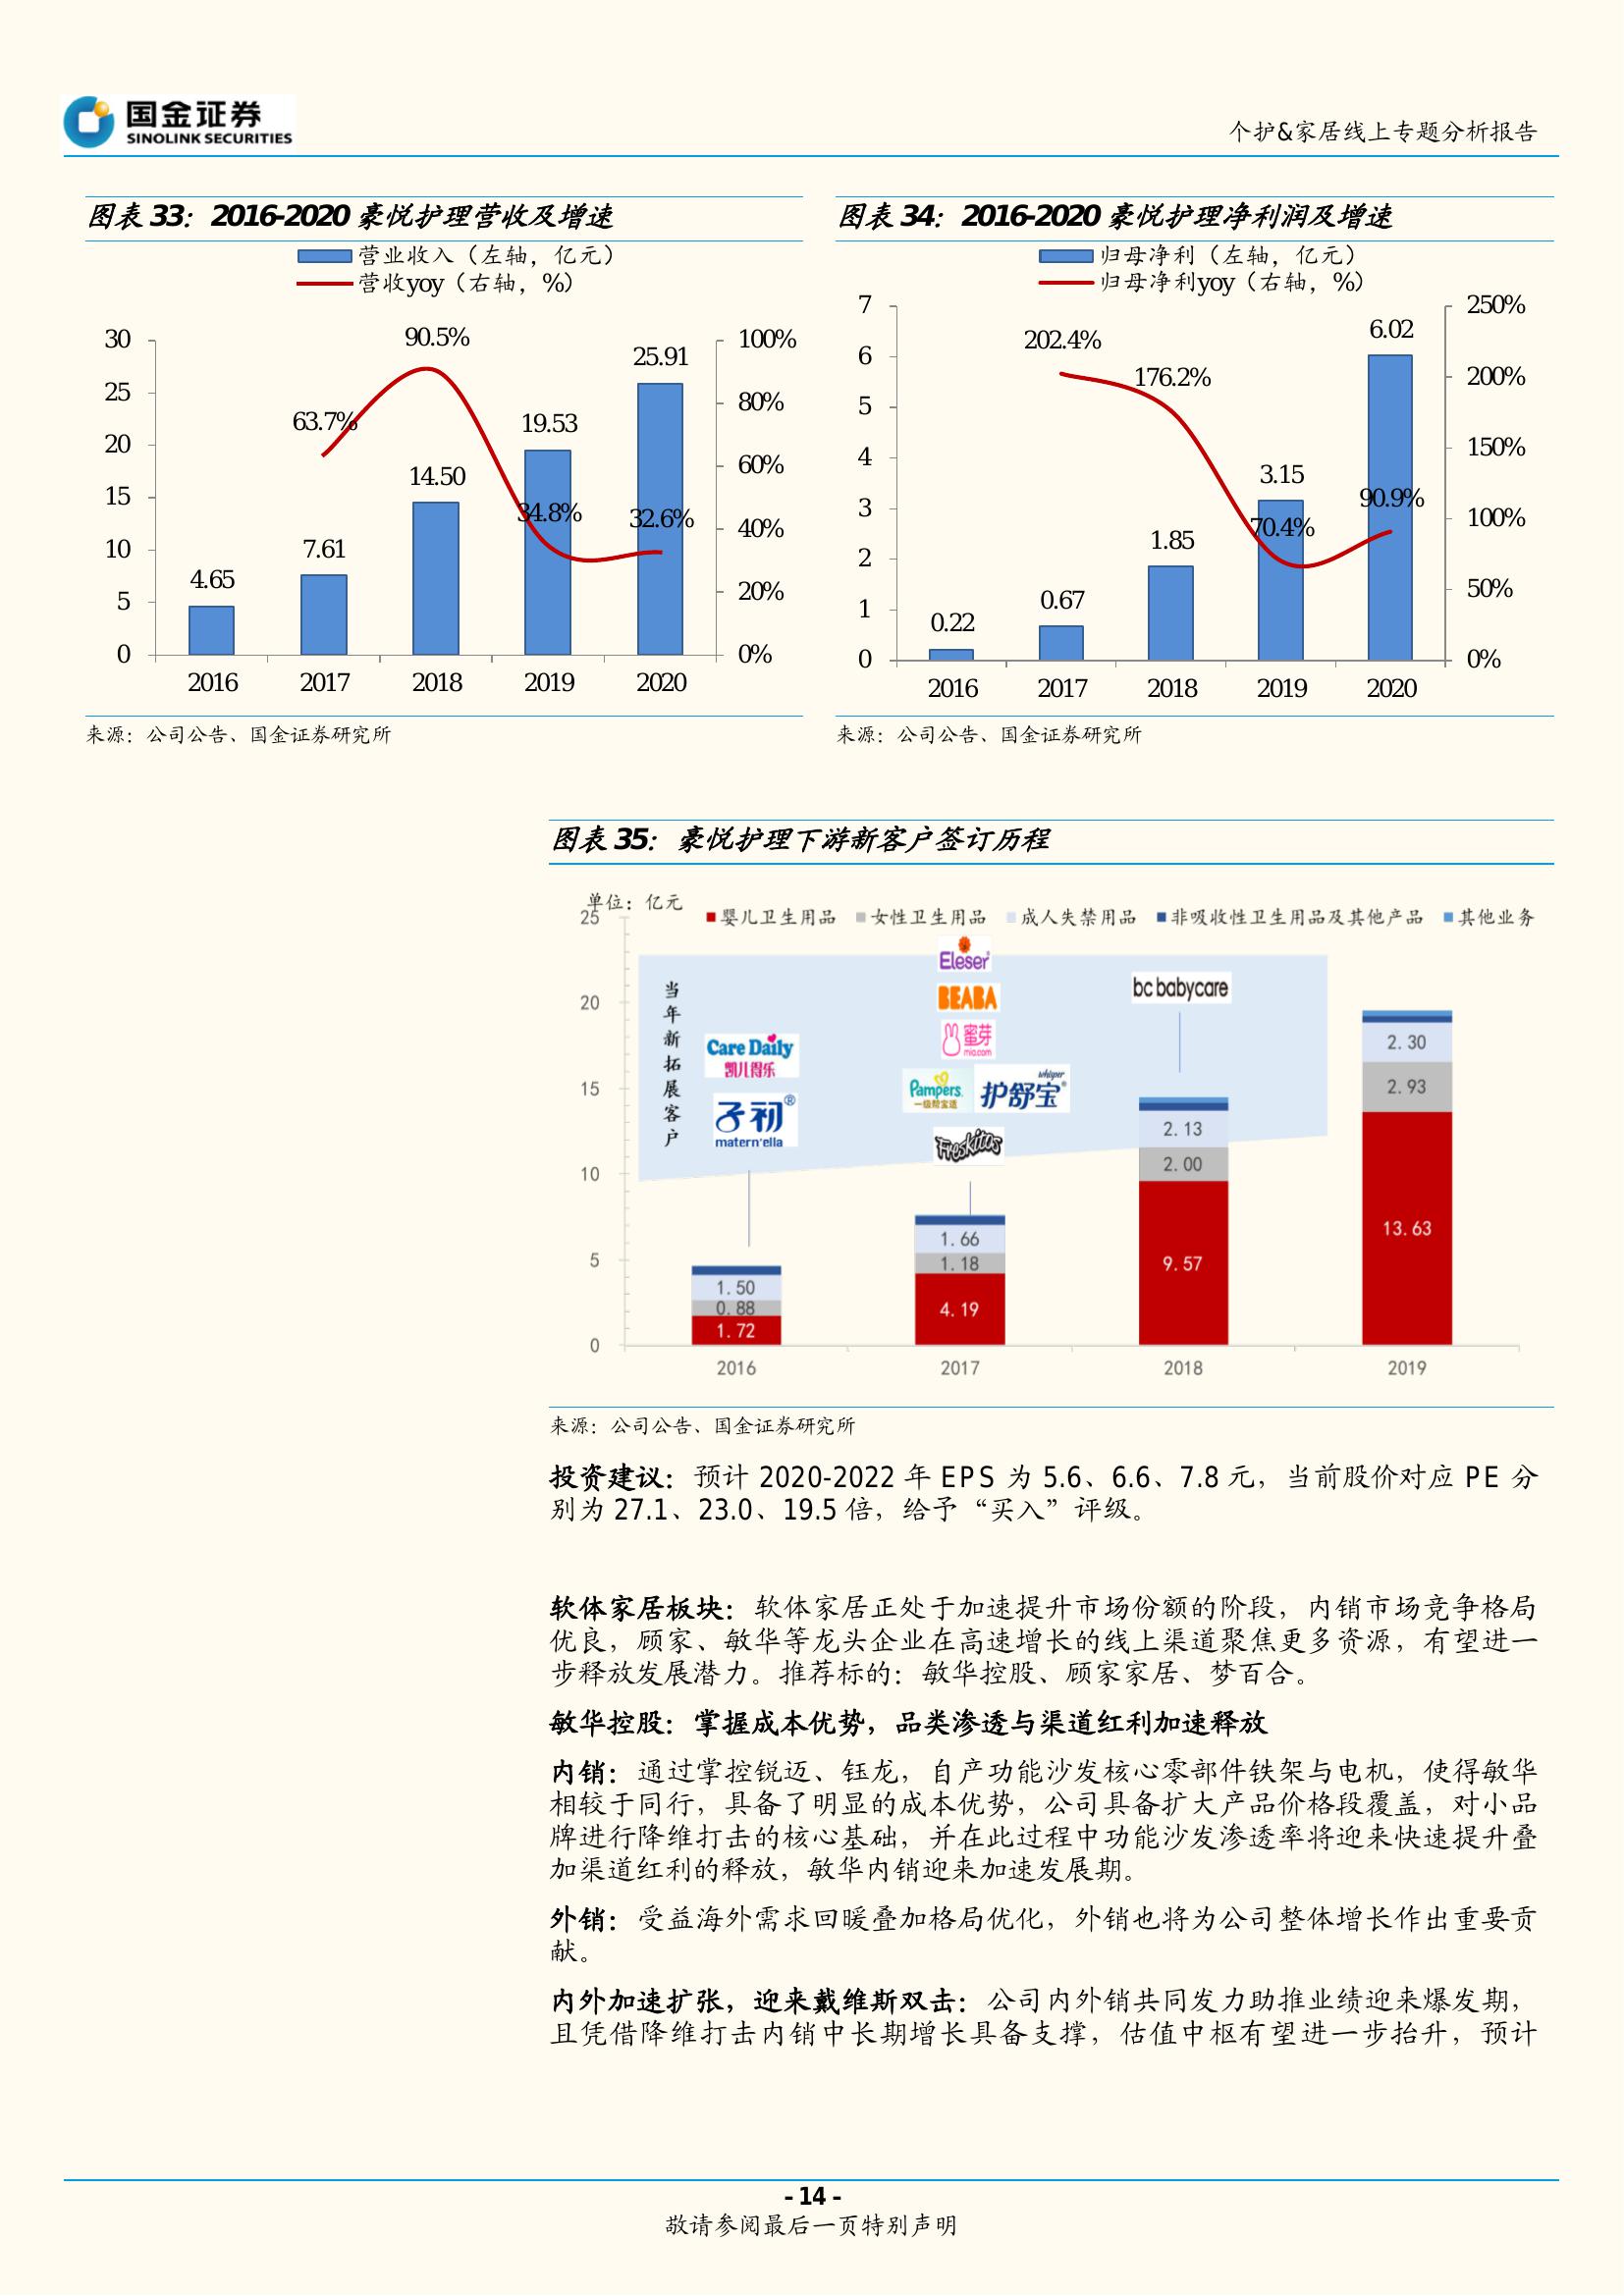 国金证券
SINOLINK SECURITIES
个护&家居线上专题分析报告
图表 33：2016-2020 豪悦护理营收及增速
营业收入（左轴，亿元）
营收yoy（右轴，%）
30
25
20
15
10
5
0
100%
80%
60%
40%
20%
0%
4.65
7.61
14.50
19.53
25.91
63.7%
90.5%
34.8%
32.6%
2016
2017
2018
2019
2020
来源：公司公告、国金证券研究所
图表 34：2016-2020 豪悦护理净利润及增速
归母净利（左轴，亿元）
归母净利yoy（右轴，%）
7
6
5
4
3
2
1
0
250%
200%
150%
100%
50%
0%
0.22
0.67
1.85
3.15
6.02
202.4%
176.2%
70.4%
90.9%
2016
2017
2018
2019
2020
来源：公司公告、国金证券研究所
图表 35：豪悦护理下游新客户签订历程
单位：亿元
婴儿卫生用品
女性卫生用品
成人失禁用品
非吸收性卫生用品及其他产品
其他业务
25
20
15
10
5
0
当年新拓展客户
Care Daily
凯儿得乐
子初®
matern'ella
Eleser
BEABA
蜜芽
mia.com
Pampers
一级帮宝适
whisper
护舒宝®
Freskitos
bc babycare
1.50
0.88
1.72
1.66
1.18
4.19
2.13
2.00
9.57
2.30
2.93
13.63
2016
2017
2018
2019
来源：公司公告、国金证券研究所
投资建议：预计 2020-2022 年 EPS 为 5.6、6.6、7.8 元，当前股价对应 PE 分
别为 27.1、23.0、19.5 倍，给予“买入”评级。
软体家居板块：软体家居正处于加速提升市场份额的阶段，内销市场竞争格局
优良，顾家、敏华等龙头企业在高速增长的线上渠道聚焦更多资源，有望进一
步释放发展潜力。推荐标的：敏华控股、顾家家居、梦百合。
敏华控股：掌握成本优势，品类渗透与渠道红利加速释放
内销：通过掌控锐迈、钰龙，自产功能沙发核心零部件铁架与电机，使得敏华
相较于同行，具备了明显的成本优势，公司具备扩大产品价格段覆盖，对小品
牌进行降维打击的核心基础，并在此过程中功能沙发渗透率将迎来快速提升叠
加渠道红利的释放，敏华内销迎来加速发展期。
外销：受益海外需求回暖叠加格局优化，外销也将为公司整体增长作出重要贡
献。
内外加速扩张，迎来戴维斯双击：公司内外销共同发力助推业绩迎来爆发期，
且凭借降维打击内销中长期增长具备支撑，估值中枢有望进一步抬升，预计
- 14 -
敬请参阅最后一页特别声明